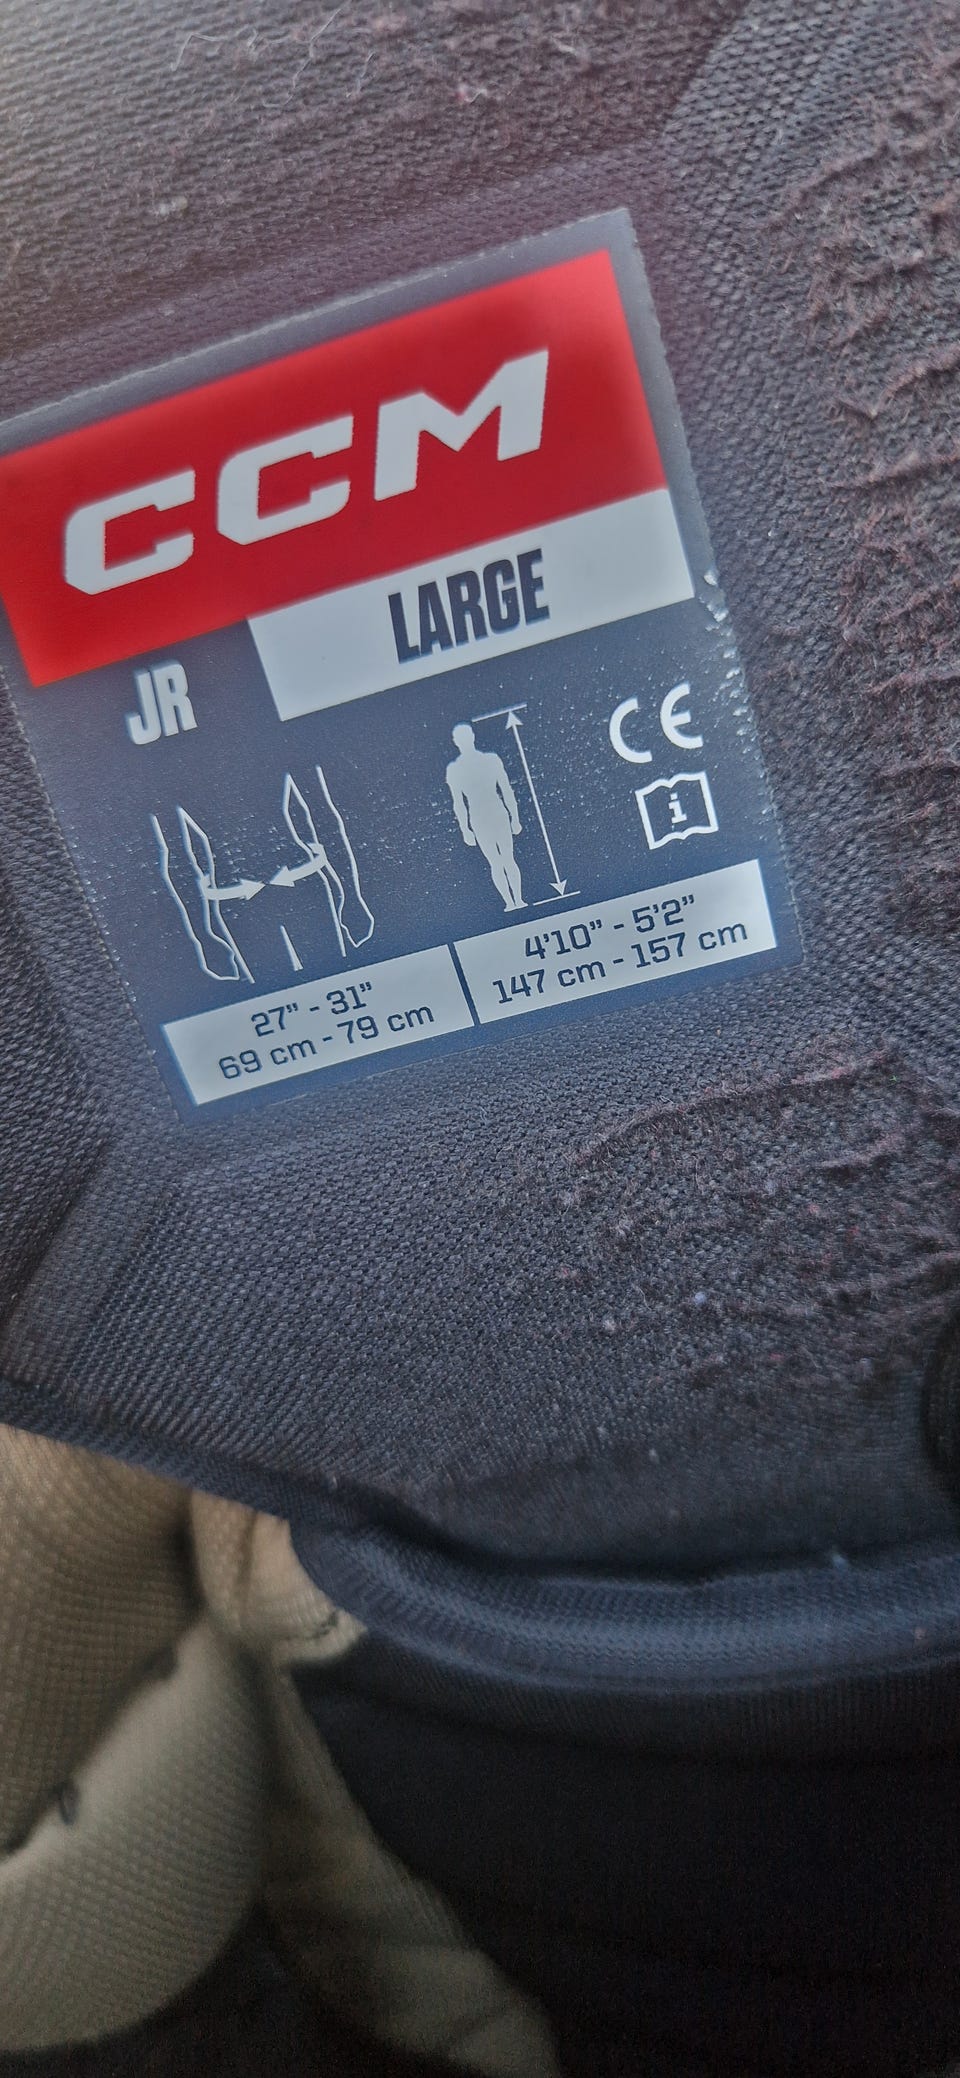 CCM
LARGE
JR
CE
i
27" - 31"
69 cm - 79 cm
4'10" - 5'2"
147 cm - 157 cm